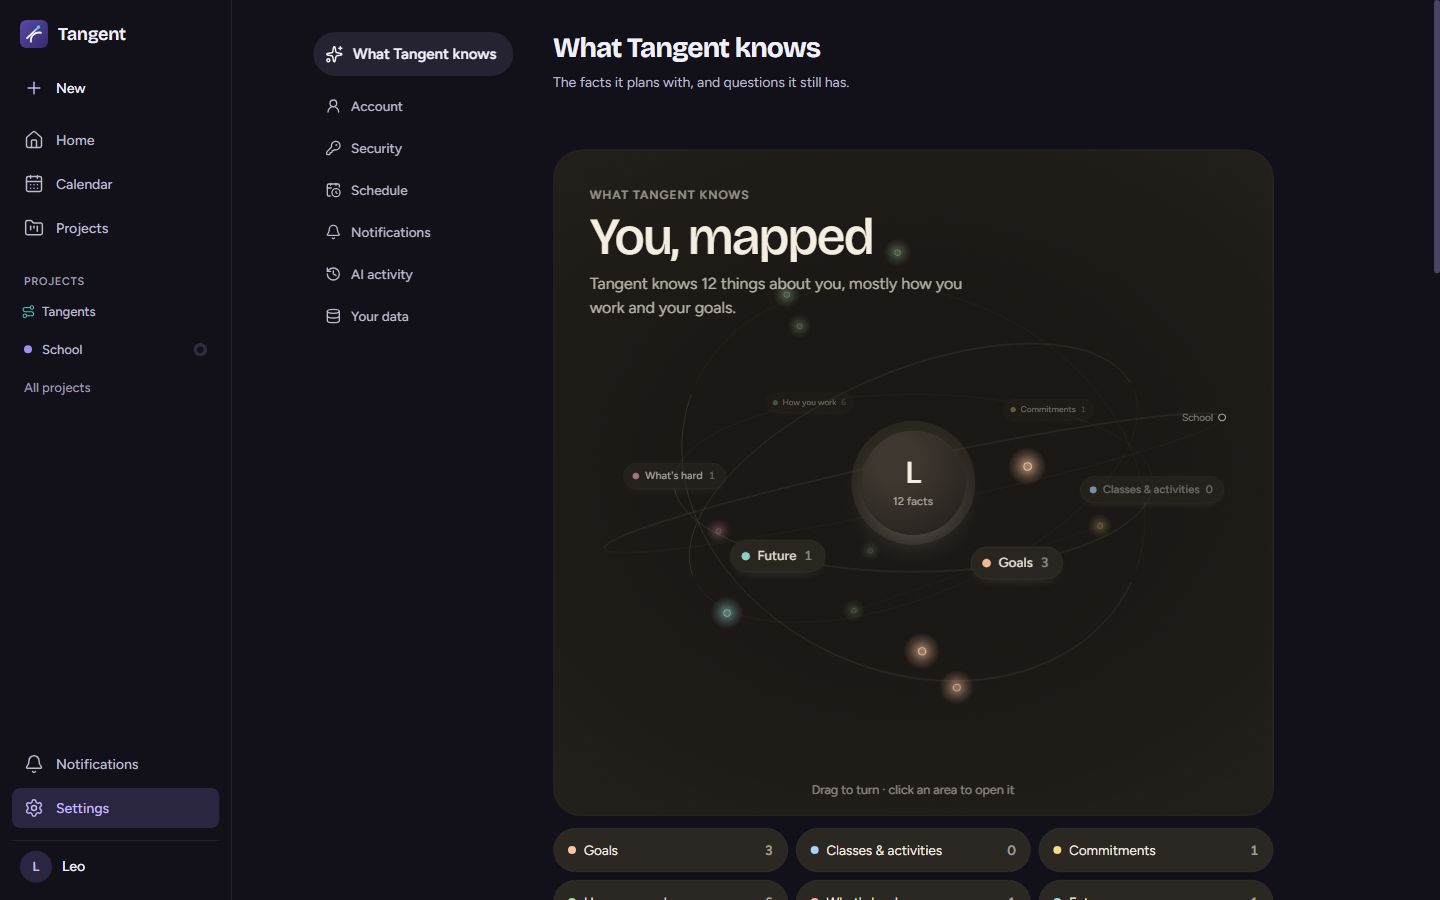 Tangent
New
Home
Calendar
Projects
PROJECTS
Tangents
School
All projects
Notifications
Settings
L
Leo
What Tangent knows
Account
Security
Schedule
Notifications
AI activity
Your data
What Tangent knows
The facts it plans with, and questions it still has.
WHAT TANGENT KNOWS
You, mapped
Tangent knows 12 things about you, mostly how you
work and your goals.
How you work 6
Commitments 1
School
What's hard 1
L
12 facts
Classes & activities 0
Future 1
Goals 3
Drag to turn · click an area to open it
Goals 3
Classes & activities 0
Commitments 1